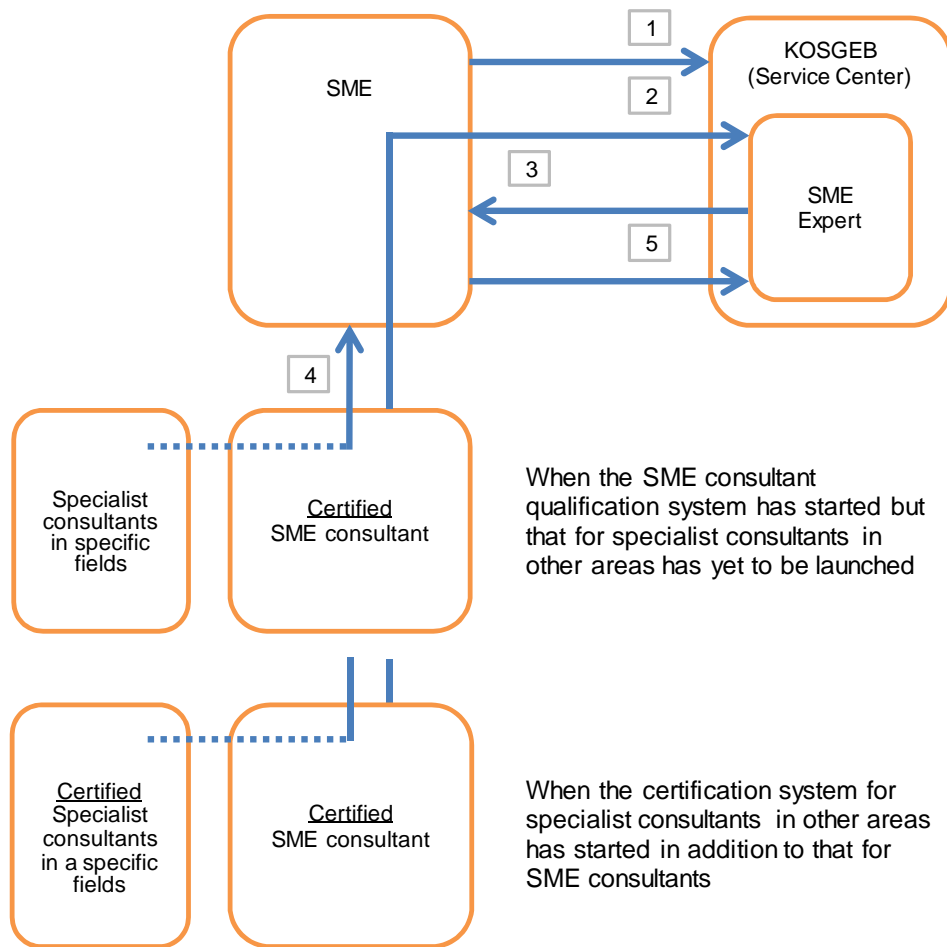 1
KOSGEB
(Service Center)
SME
2
3
SME
Expert
5
4
Specialist
consultants
in specific
fields
Certified
SME consultant
When the SME consultant
qualification system has started but
that for specialist consultants in
other areas has yet to be launched
Certified
Specialist
consultants
in a specific
fields
Certified
SME consultant
When the certification system for
specialist consultants in other areas
has started in addition to that for
SME consultants